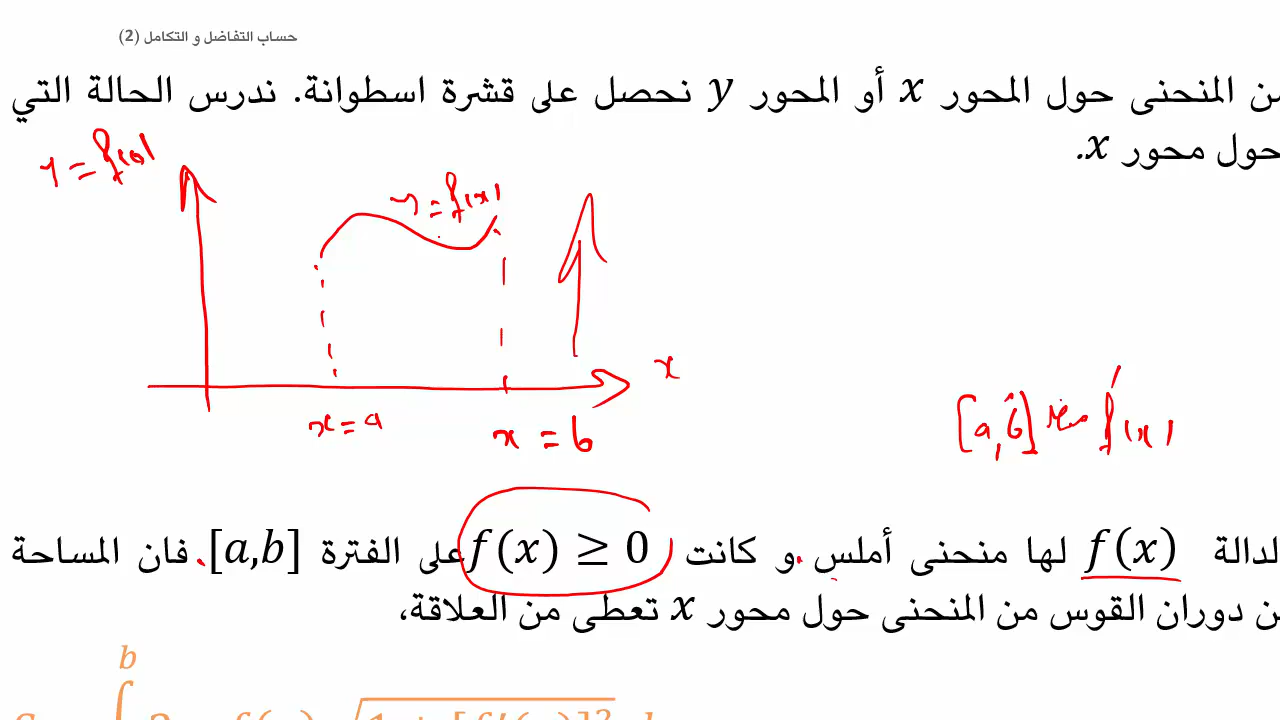 حساب التفاضل و التكامل (2)
المنحنى حول المحور x أو المحور y نحصل على قشرة اسطوانة. ندرس الحالة التي
حول محور x.
y = f(x)
x
x = a
x = b
[a, b] f'(x)
f(x) لها منحنى أملس و كانت f(x) ≥ 0 على الفترة [a,b] فان المساحة
دوران القوس من المنحنى حول محور x تعطى من العلاقة،
b